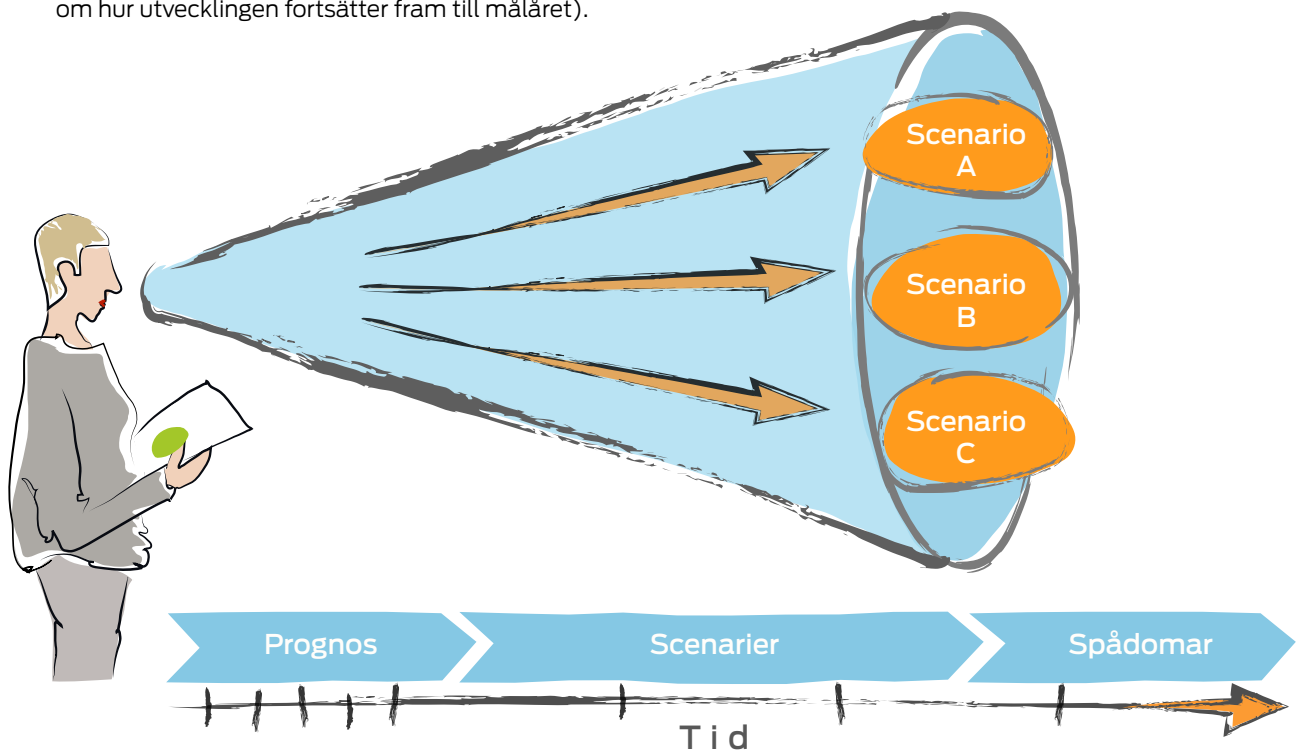 om hur utvecklingen fortsätter fram till målåret).
Scenario
A
Scenario
B
Scenario
C
Prognos
Scenarier
Spådomar
Tid